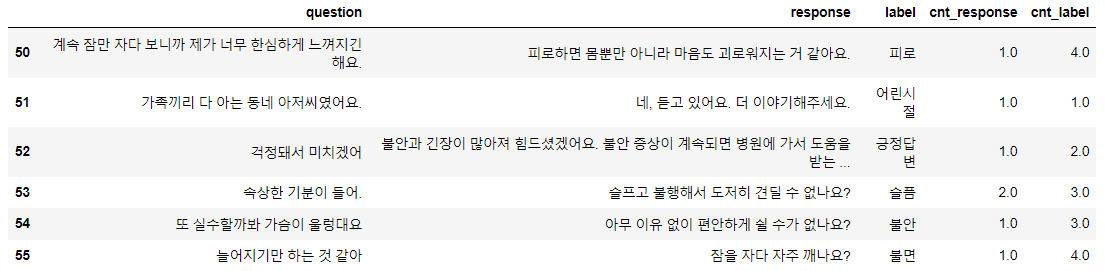 question response label cnt_response cnt_label
50 계속 잠만 자다 보니까 제가 너무 한심하게 느껴지긴 해요. 피로하면 몸뿐만 아니라 마음도 괴로워지는 거 같아요. 피로 1.0 4.0
51 가족끼리 다 아는 동네 아저씨였어요. 네, 듣고 있어요. 더 이야기해주세요. 어린시절 1.0 1.0
52 걱정돼서 미치겠어 불안과 긴장이 많아져 힘드셨겠어요. 불안 증상이 계속되면 병원에 가서 도움을 받는 ... 긍정답변 1.0 2.0
53 속상한 기분이 들어. 슬프고 불행해서 도저히 견딜 수 없나요? 슬픔 2.0 3.0
54 또 실수할까봐 가슴이 울렁대요 아무 이유 없이 편안하게 쉴 수가 없나요? 불안 1.0 3.0
55 늘어지기만 하는 것 같아 잠을 자다 자주 깨나요? 불면 1.0 4.0